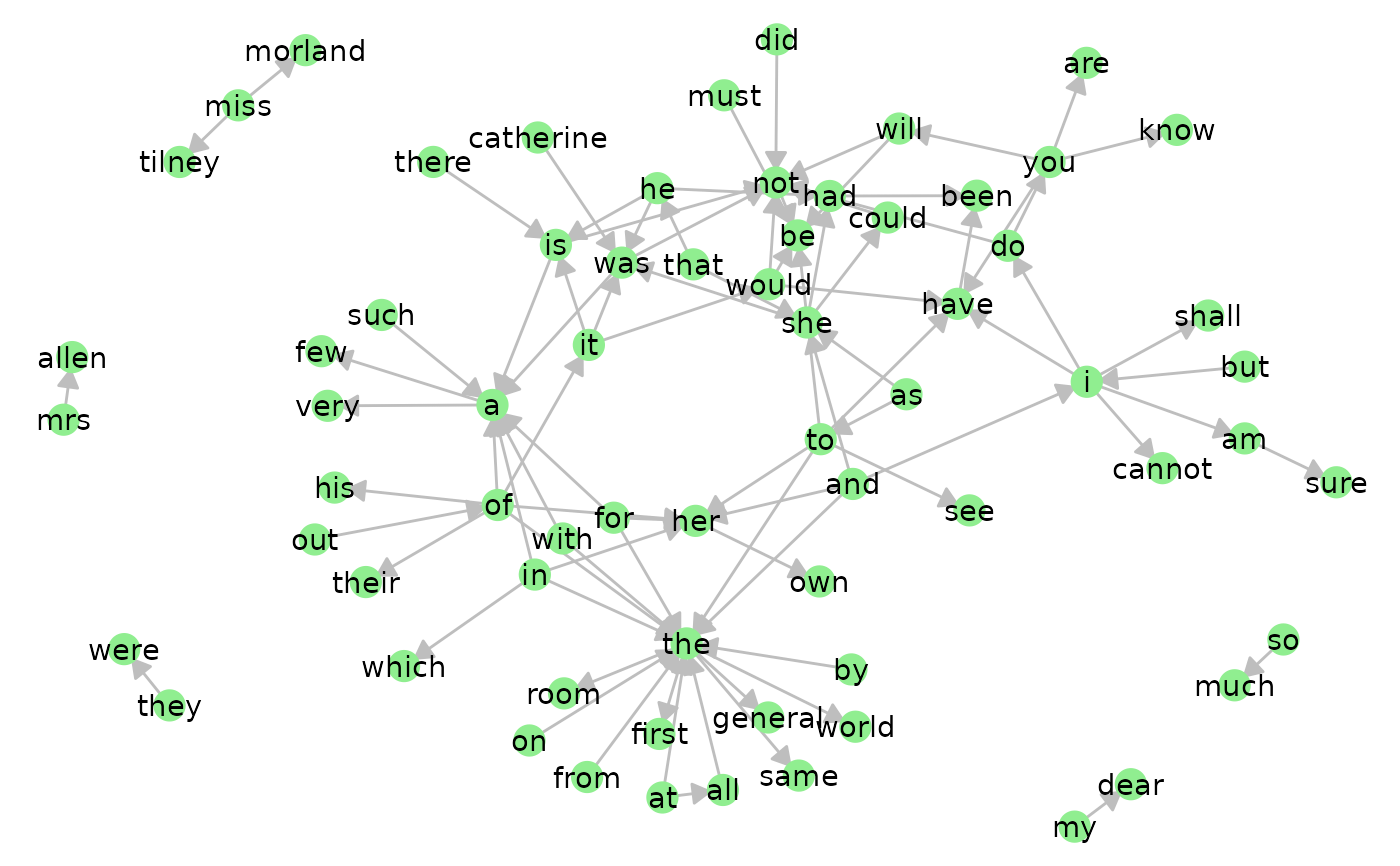 did
morland
are
must
miss
will
know
catherine
there
tilney
you
not
he
had
been
could
be
is
do
was
that
would
have
such
she
shall
it
few
allen
but
i
as
very
a
mrs
to
am
cannot
and
sure
his
of
see
for
her
out
with
in
their
own
so
the
were
which
by
much
room
they
general
world
first
on
same
from
dear
all
at
my